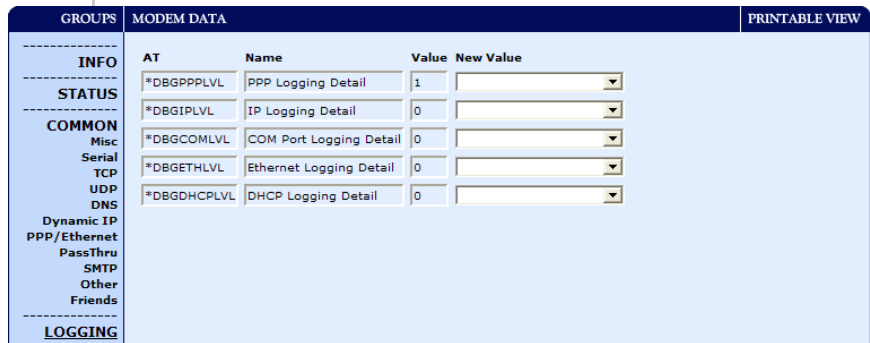 GROUPS MODEM DATA PRINTABLE VIEW
--------------
INFO
--------------
STATUS
--------------
COMMON
Misc
Serial
TCP
UDP
DNS
Dynamic IP
PPP/Ethernet
PassThru
SMTP
Other
Friends
--------------
LOGGING
AT Name Value New Value
*DBGPPPLVL PPP Logging Detail 1
*DBGIPLVL IP Logging Detail 0
*DBGCOMLVL COM Port Logging Detail 0
*DBGETHLVL Ethernet Logging Detail 0
*DBGDHCPLVL DHCP Logging Detail 0